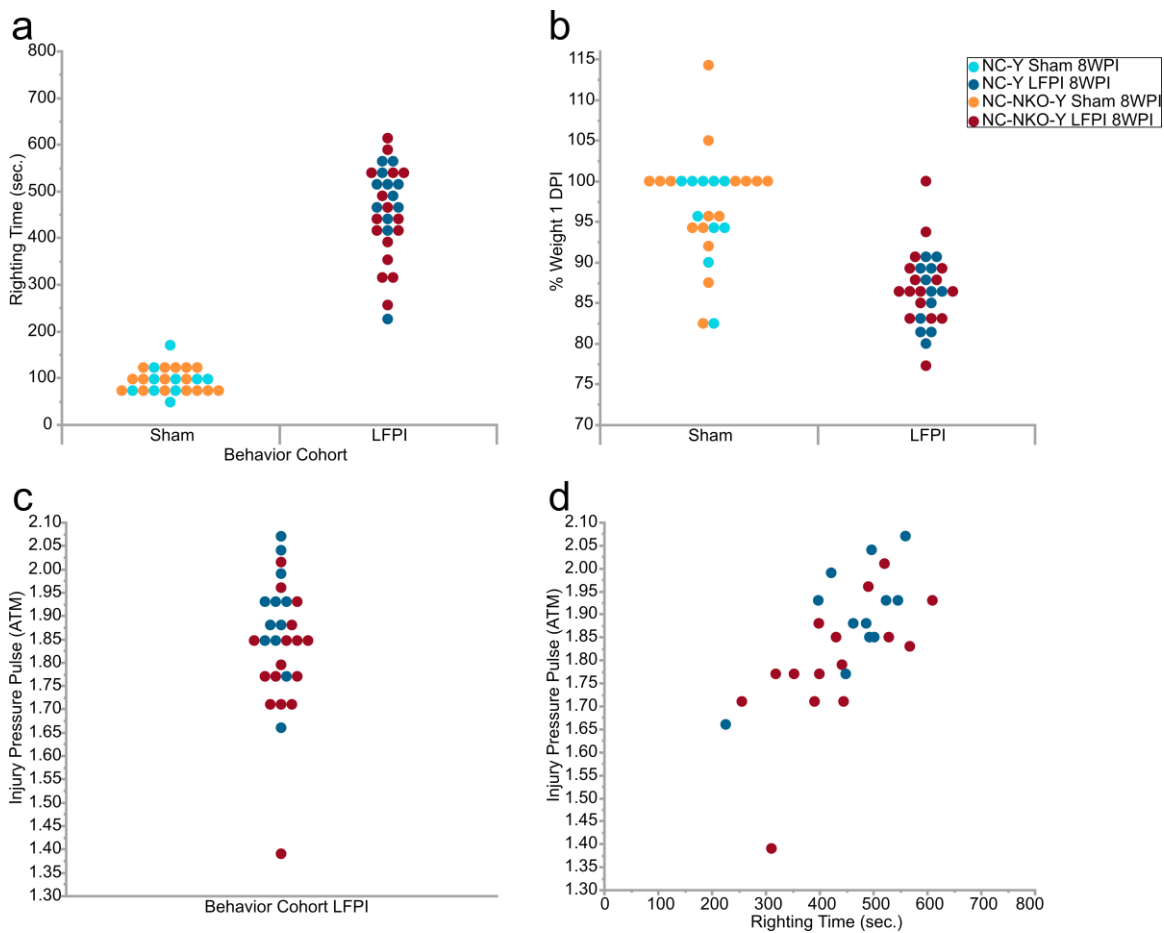 a
800
700
600
500
400
300
200
100
0
Righting Time (sec.)
Sham
LFPI
Behavior Cohort
b
115
110
105
100
95
90
85
80
75
70
% Weight 1 DPI
Sham
LFPI
NC-Y Sham 8WPI
NC-Y LFPI 8WPI
NC-NKO-Y Sham 8WPI
NC-NKO-Y LFPI 8WPI
c
2.10
2.05
2.00
1.95
1.90
1.85
1.80
1.75
1.70
1.65
1.60
1.55
1.50
1.45
1.40
1.35
1.30
Injury Pressure Pulse (ATM)
Behavior Cohort LFPI
d
2.10
2.05
2.00
1.95
1.90
1.85
1.80
1.75
1.70
1.65
1.60
1.55
1.50
1.45
1.40
1.35
1.30
Injury Pressure Pulse (ATM)
0 100 200 300 400 500 600 700 800
Righting Time (sec.)